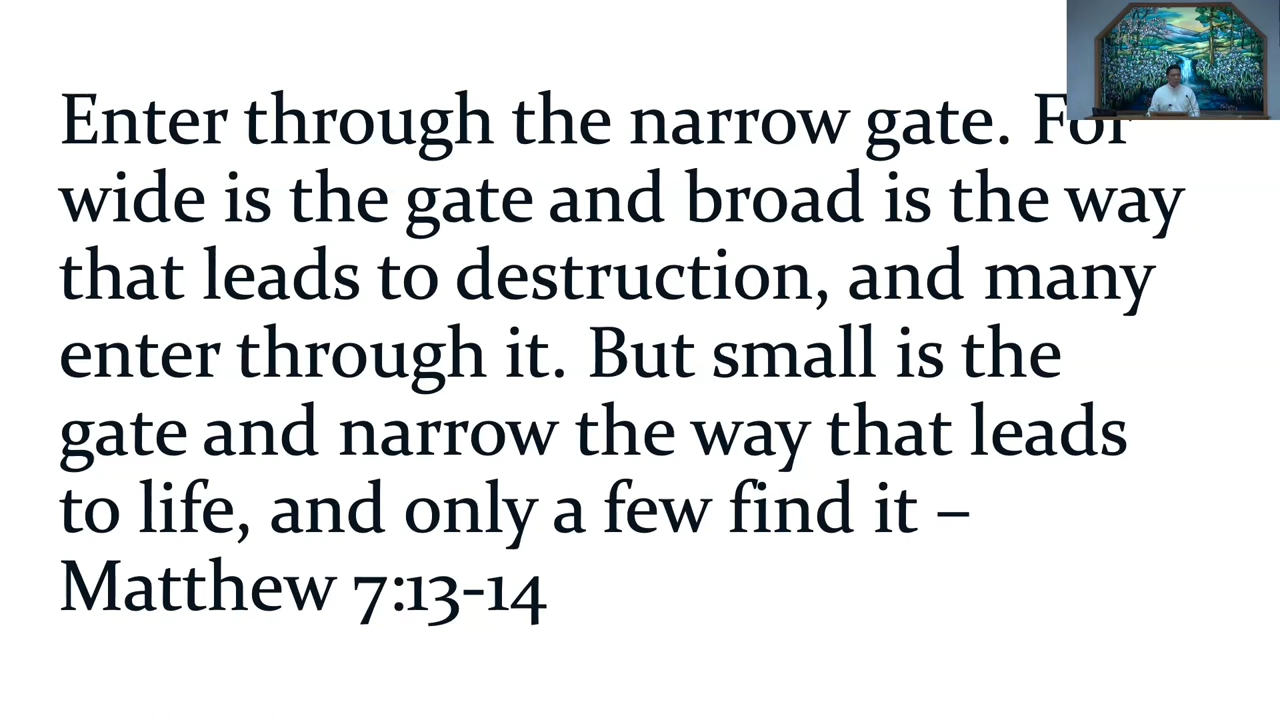 Enter through the narrow gate. For
wide is the gate and broad is the way
that leads to destruction, and many
enter through it. But small is the
gate and narrow the way that leads
to life, and only a few find it –
Matthew 7:13-14